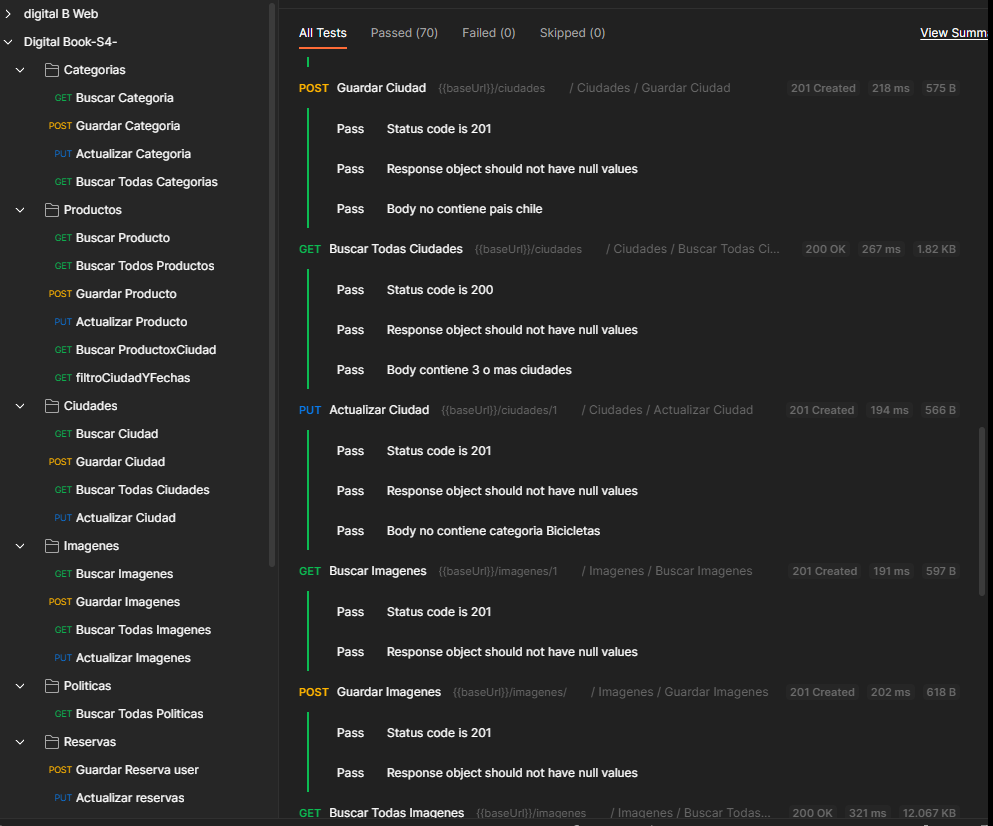 digital B Web
Digital Book-S4-
Categorias
GET Buscar Categoria
POST Guardar Categoria
PUT Actualizar Categoria
GET Buscar Todas Categorias
Productos
GET Buscar Producto
GET Buscar Todos Productos
POST Guardar Producto
PUT Actualizar Producto
GET Buscar ProductoxCiudad
GET filtroCiudadYFechas
Ciudades
GET Buscar Ciudad
POST Guardar Ciudad
GET Buscar Todas Ciudades
PUT Actualizar Ciudad
Imagenes
GET Buscar Imagenes
POST Guardar Imagenes
GET Buscar Todas Imagenes
PUT Actualizar Imagenes
Politicas
GET Buscar Todas Politicas
Reservas
POST Guardar Reserva user
PUT Actualizar reservas
All Tests Passed (70) Failed (0) Skipped (0) View Summa
POST Guardar Ciudad {{baseUrl}}/ciudades / Ciudades / Guardar Ciudad 201 Created 218 ms 575 B
Pass Status code is 201
Pass Response object should not have null values
Pass Body no contiene pais chile
GET Buscar Todas Ciudades {{baseUrl}}/ciudades / Ciudades / Buscar Todas Ci... 200 OK 267 ms 1.82 KB
Pass Status code is 200
Pass Response object should not have null values
Pass Body contiene 3 o mas ciudades
PUT Actualizar Ciudad {{baseUrl}}/ciudades/1 / Ciudades / Actualizar Ciudad 201 Created 194 ms 566 B
Pass Status code is 201
Pass Response object should not have null values
Pass Body no contiene categoria Bicicletas
GET Buscar Imagenes {{baseUrl}}/imagenes/1 / Imagenes / Buscar Imagenes 201 Created 191 ms 597 B
Pass Status code is 201
Pass Response object should not have null values
POST Guardar Imagenes {{baseUrl}}/imagenes/ / Imagenes / Guardar Imagenes 201 Created 202 ms 618 B
Pass Status code is 201
Pass Response object should not have null values
GET Buscar Todas Imagenes {{baseUrl}}/imagenes / Imagenes / Buscar Todas... 200 OK 321 ms 12.067 KB